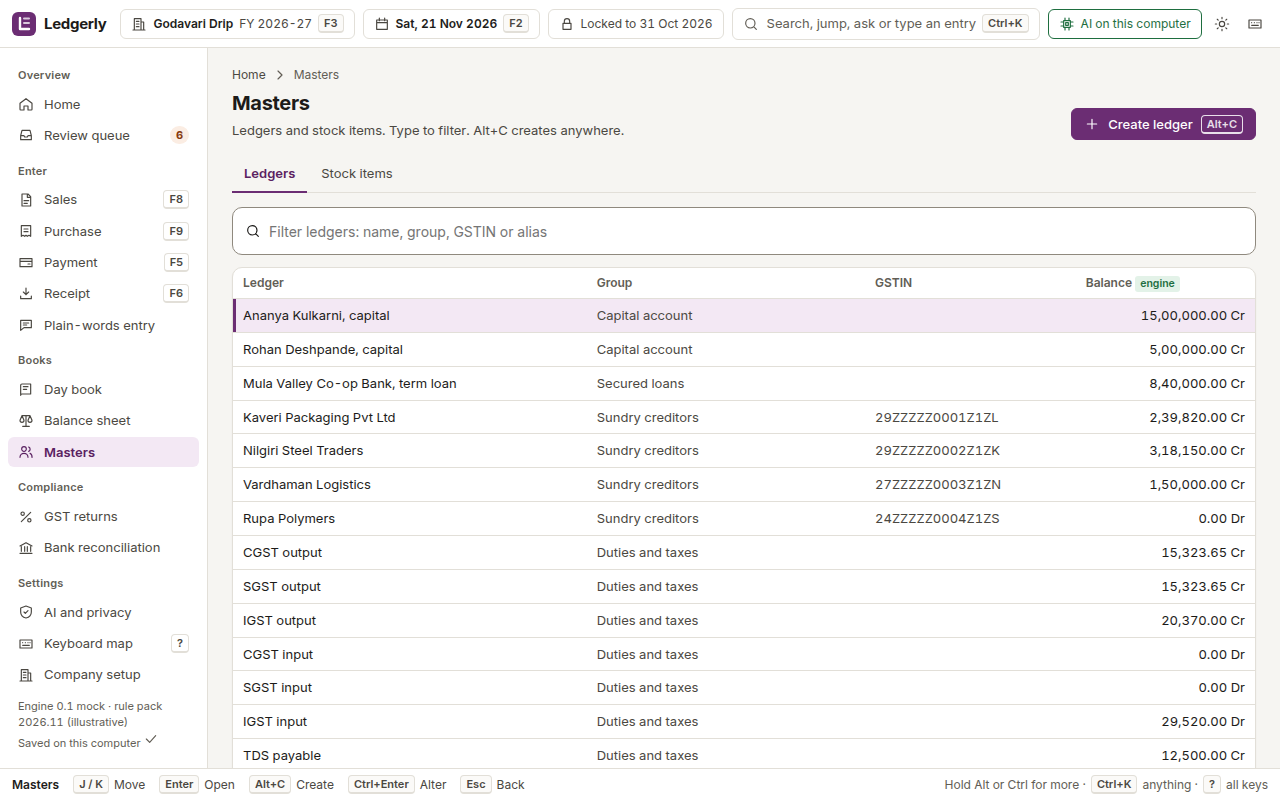 Ledgerly
Godavari Drip FY 2026-27 F3
Sat, 21 Nov 2026 F2
Locked to 31 Oct 2026
Search, jump, ask or type an entry Ctrl+K
AI on this computer
Overview
Home
Review queue 6
Enter
Sales F8
Purchase F9
Payment F5
Receipt F6
Plain-words entry
Books
Day book
Balance sheet
Masters
Compliance
GST returns
Bank reconciliation
Settings
AI and privacy
Keyboard map ?
Company setup
Engine 0.1 mock · rule pack
2026.11 (illustrative)
Saved on this computer
Home > Masters
Masters
Ledgers and stock items. Type to filter. Alt+C creates anywhere.
Create ledger Alt+C
Ledgers Stock items
Filter ledgers: name, group, GSTIN or alias
Ledger Group GSTIN Balance engine
Ananya Kulkarni, capital Capital account 15,00,000.00 Cr
Rohan Deshpande, capital Capital account 5,00,000.00 Cr
Mula Valley Co-op Bank, term loan Secured loans 8,40,000.00 Cr
Kaveri Packaging Pvt Ltd Sundry creditors 29ZZZZZ0001Z1ZL 2,39,820.00 Cr
Nilgiri Steel Traders Sundry creditors 29ZZZZZ0002Z1ZK 3,18,150.00 Cr
Vardhaman Logistics Sundry creditors 27ZZZZZ0003Z1ZN 1,50,000.00 Cr
Rupa Polymers Sundry creditors 24ZZZZZ0004Z1ZS 0.00 Dr
CGST output Duties and taxes 15,323.65 Cr
SGST output Duties and taxes 15,323.65 Cr
IGST output Duties and taxes 20,370.00 Cr
CGST input Duties and taxes 0.00 Dr
SGST input Duties and taxes 0.00 Dr
IGST input Duties and taxes 29,520.00 Dr
TDS payable Duties and taxes 12,500.00 Cr
Masters J / K Move Enter Open Alt+C Create Ctrl+Enter Alter Esc Back
Hold Alt or Ctrl for more · Ctrl+K anything · ? all keys